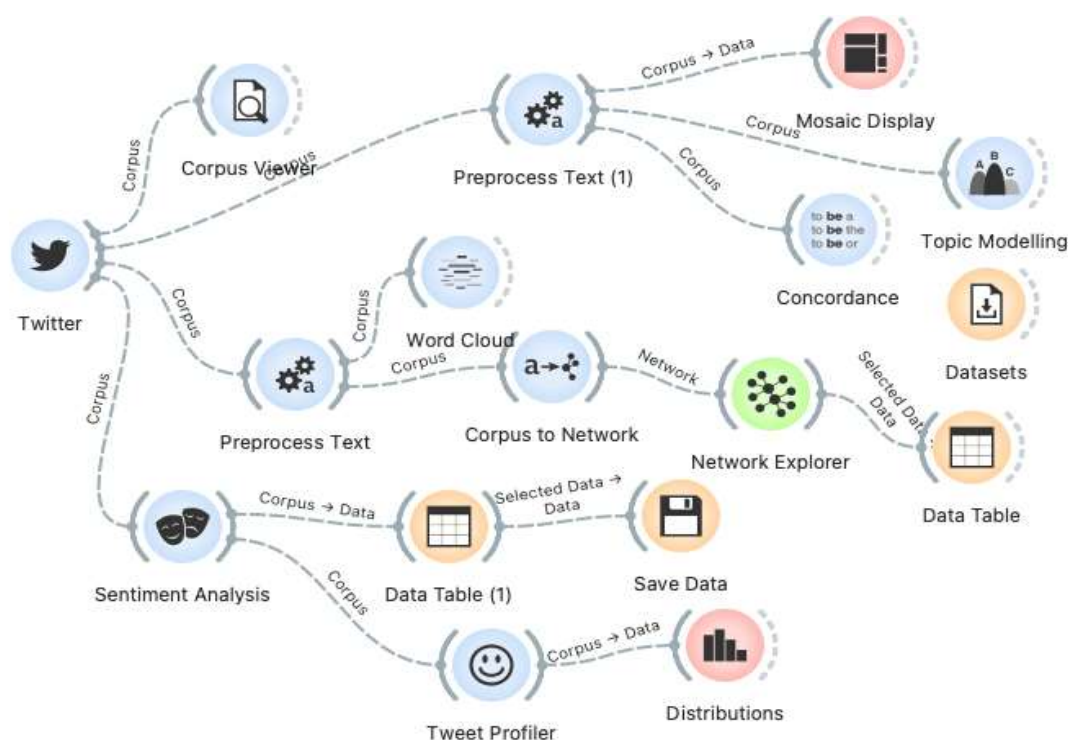 Corpus → Data
Mosaic Display
Corpus
Corpus Viewer
Corpus
Preprocess Text (1)
Corpus
A
B
C
Topic Modelling
Corpus
to be a
to be the
to be or
Concordance
a
Twitter
Corpus
Word Cloud
Corpus
Preprocess Text
a
Corpus
a
Corpus to Network
Network
Network Explorer
Selected Data
Data
Datasets
Data Table
Corpus
Sentiment Analysis
Corpus → Data
Data Table (1)
Selected Data →
Data
Save Data
Corpus
Tweet Profiler
Corpus → Data
Distributions